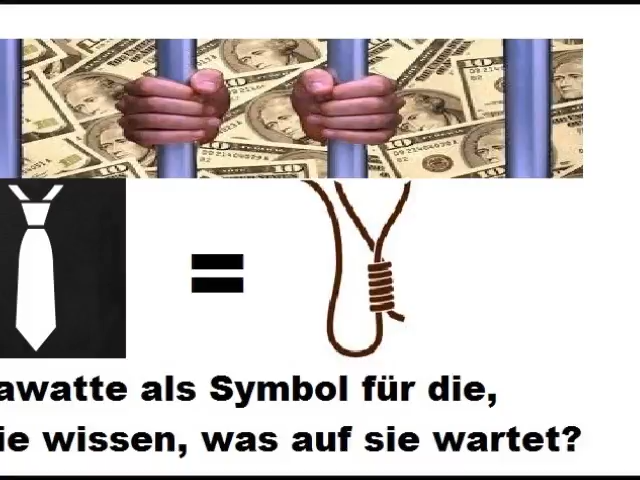 awatte als Symbol für die,
ie wissen, was auf sie wartet?